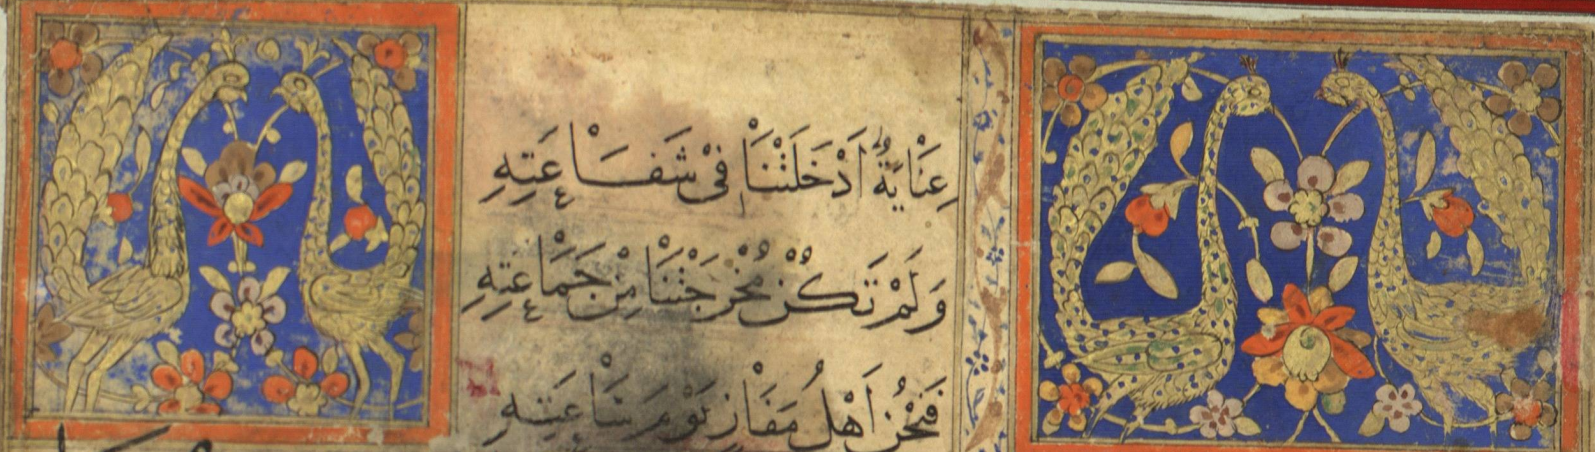 عِنَايَةٌ اَدْخَلَتْنَا فِىْ شَفَاعَتِهِ
وَلَمْ تَكُنْ مُخْرِجَتْنَا مِنْ جَمَاعَتِهِ
فَنَحْنُ اَهْلُ مَفَازٍ يَوْمَ سَاعَتِهِ